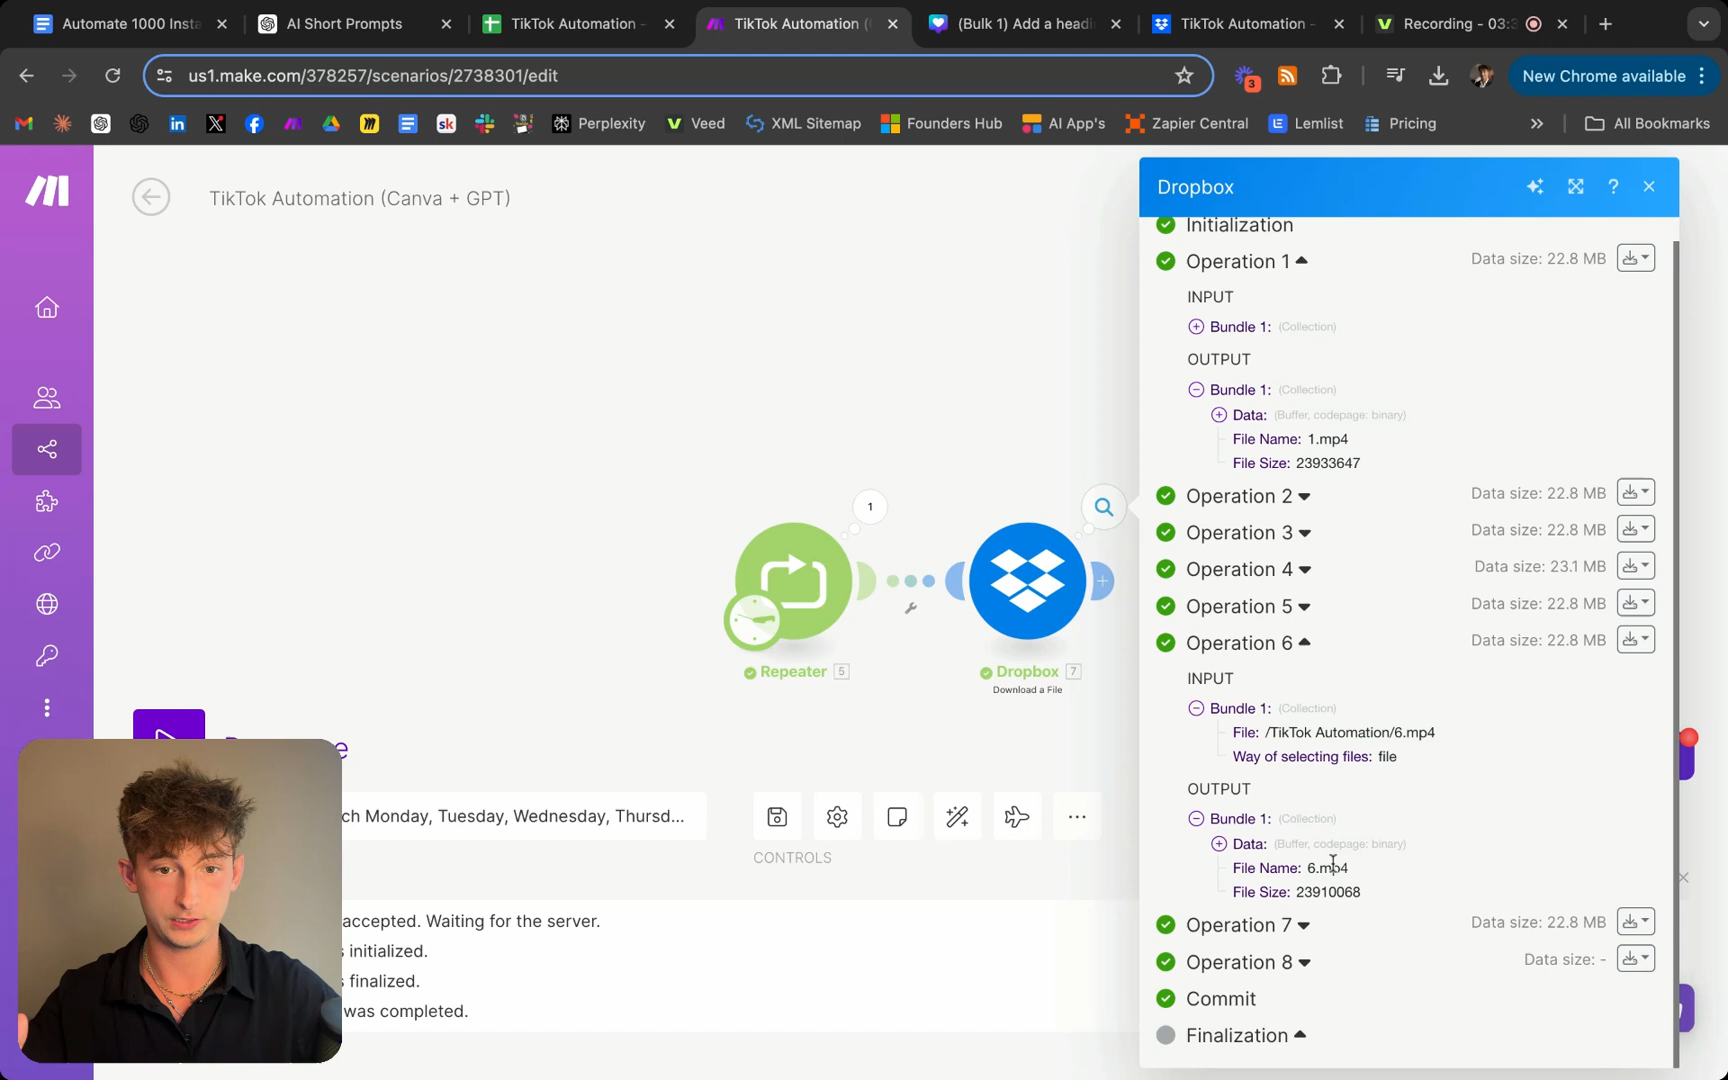 Automate 1000 Insta
AI Short Prompts
TikTok Automation -
TikTok Automation (
(Bulk 1) Add a headi
TikTok Automation -
Recording - 03:3
us1.make.com/378257/scenarios/2738301/edit
3
New Chrome available
Perplexity
Veed
XML Sitemap
Founders Hub
AI App's
Zapier Central
Lemlist
Pricing
All Bookmarks
TikTok Automation (Canva + GPT)
Dropbox
Initialization
Operation 1
Data size: 22.8 MB
INPUT
Bundle 1: (Collection)
OUTPUT
Bundle 1: (Collection)
Data: (Buffer, codepage: binary)
File Name: 1.mp4
File Size: 23933647
Operation 2
Data size: 22.8 MB
Operation 3
Data size: 22.8 MB
Operation 4
Data size: 23.1 MB
Operation 5
Data size: 22.8 MB
Operation 6
Data size: 22.8 MB
INPUT
Bundle 1: (Collection)
File: /TikTok Automation/6.mp4
Way of selecting files: file
OUTPUT
Bundle 1: (Collection)
Data: (Buffer, codepage: binary)
File Name: 6.mp4
File Size: 23910068
Operation 7
Data size: 22.8 MB
Operation 8
Data size: -
Commit
Finalization
1
Repeater 5
Dropbox 7
Download a File
e
ch Monday, Tuesday, Wednesday, Thursd...
CONTROLS
accepted. Waiting for the server.
s initialized.
s finalized.
was completed.